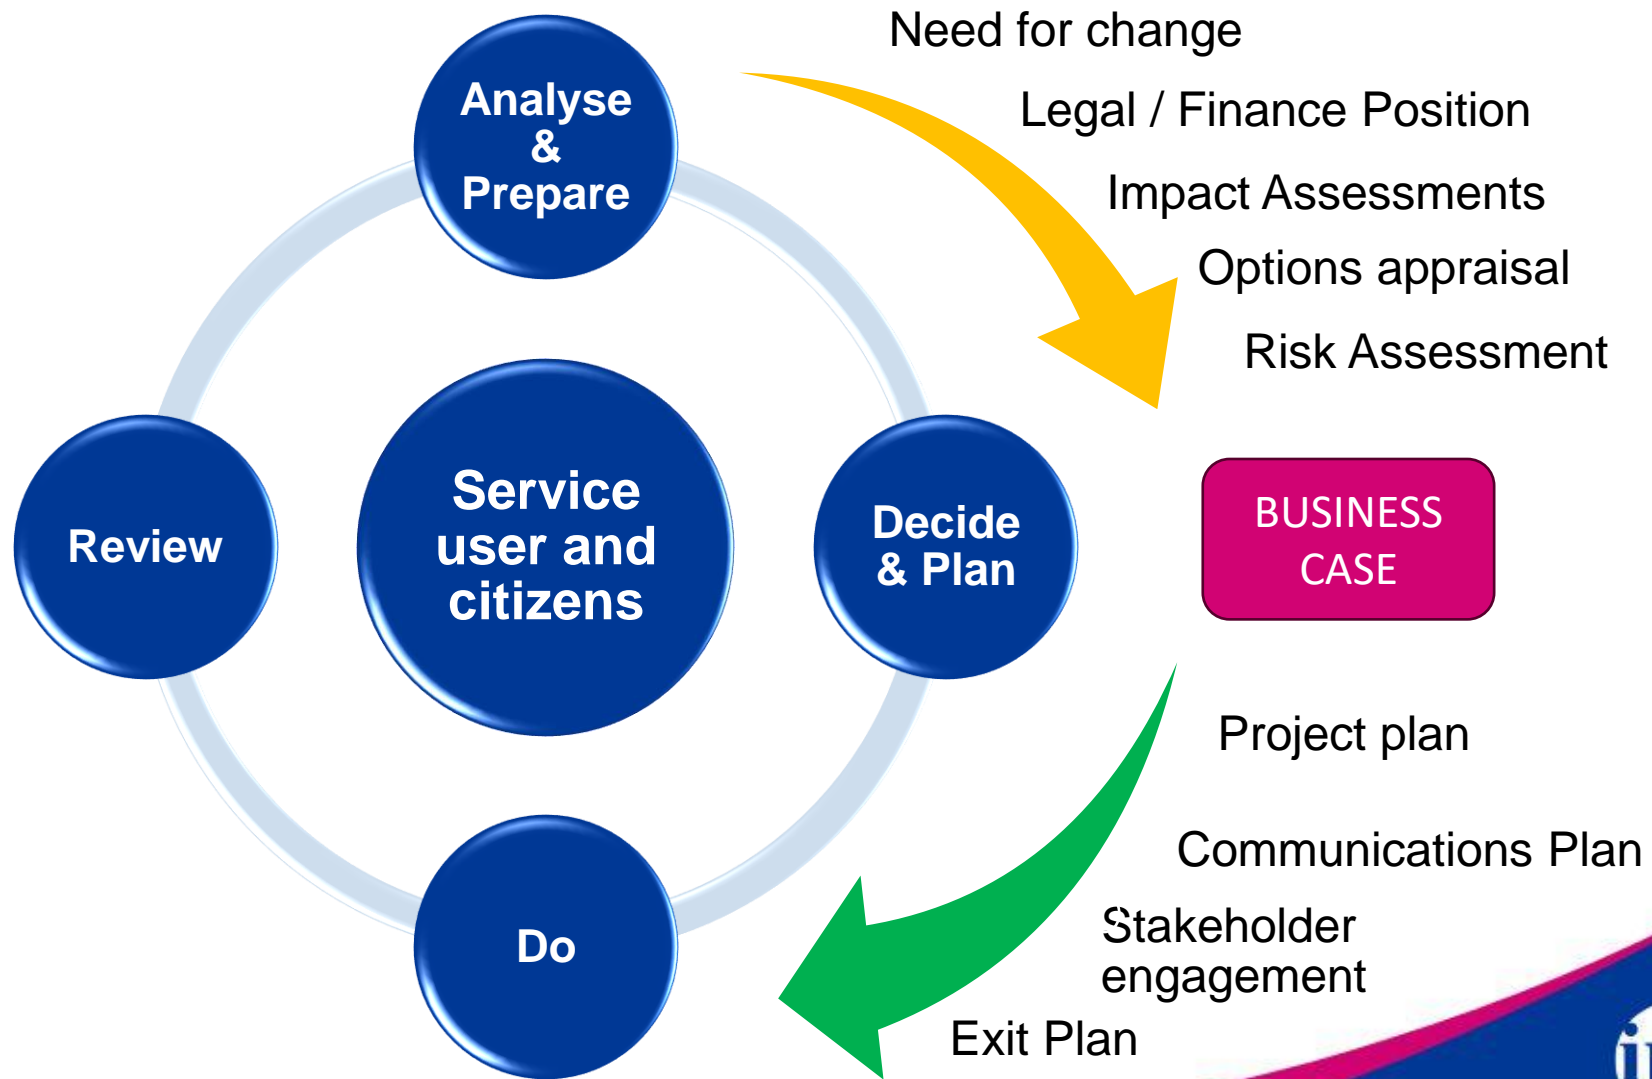 Need for change
Analyse
&
Prepare
Legal / Finance Position
Impact Assessments
Options appraisal
Risk Assessment
Review
Service
user and
citizens
Decide
& Plan
BUSINESS
CASE
Project plan
Communications Plan
Stakeholder
engagement
Do
Exit Plan